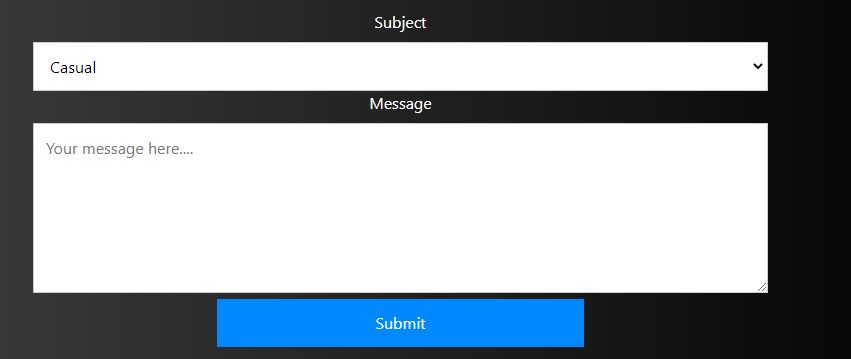 Subject
Casual
Message
Your message here....
Submit